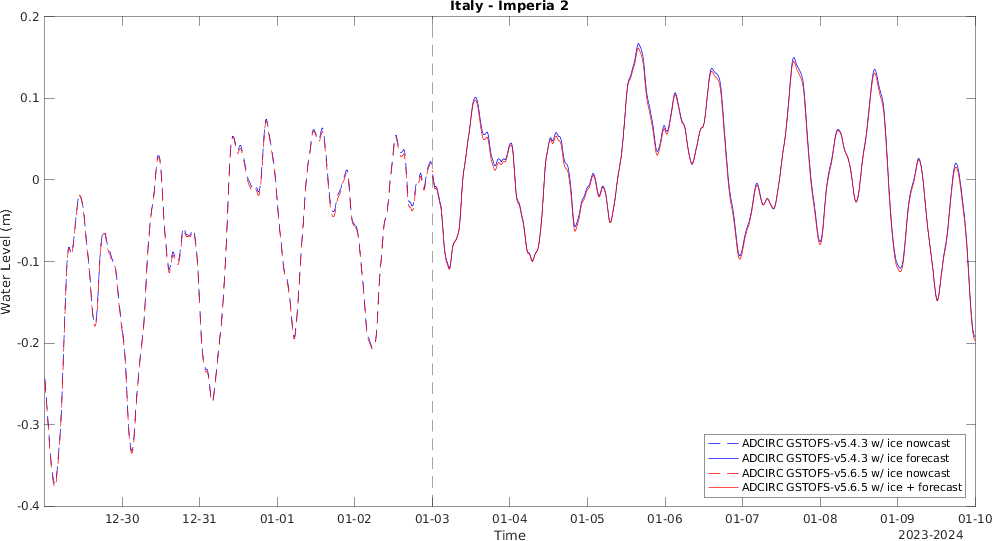 Italy - Imperia 2
0.2
0.1
0
-0.1
-0.2
-0.3
-0.4
Water Level (m)
ADCIRC GSTOFS-v5.4.3 w/ ice nowcast
ADCIRC GSTOFS-v5.4.3 w/ ice forecast
ADCIRC GSTOFS-v5.6.5 w/ ice nowcast
ADCIRC GSTOFS-v5.6.5 w/ ice + forecast
12-30 12-31 01-01 01-02 01-03 01-04 01-05 01-06 01-07 01-08 01-09 01-10
Time
2023-2024